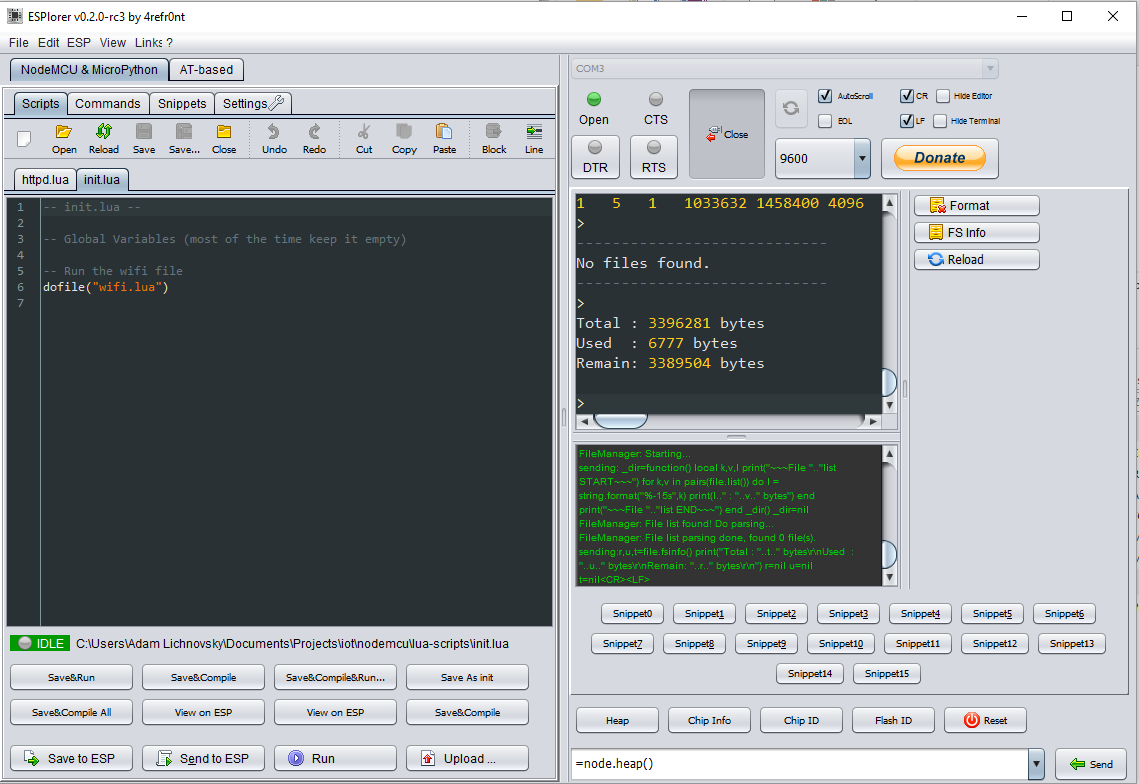 ESPlorer v0.2.0-rc3 by 4refr0nt
File Edit ESP View Links ?
NodeMCU & MicroPython AT-based
Scripts Commands Snippets Settings
Open Reload Save Save... Close Undo Redo Cut Copy Paste Block Line
httpd.lua init.lua
1 -- init.lua --
2
3 -- Global Variables (most of the time keep it empty)
4
5 -- Run the wifi file
6 dofile("wifi.lua")
7
IDLE C:\Users\Adam Lichnovsky\Documents\Projects\iot\nodemcu\lua-scripts\init.lua
Save&Run Save&Compile Save&Compile&Run... Save As init
Save&Compile All View on ESP View on ESP Save&Compile
Save to ESP Send to ESP Run Upload ...
COM3
Open CTS Close AutoScroll CR Hide Editor
EOL LF Hide Terminal
DTR RTS 9600 Donate
1 5 1 1033632 1458400 4096
>
----------------------------
No files found.
----------------------------
>
Total : 3396281 bytes
Used  : 6777 bytes
Remain: 3389504 bytes
>
Format
FS Info
Reload
FileManager: Starting...
sending: _dir=function() local k,v,l print("~~~File ".."list
START~~~") for k,v in pairs(file.list()) do l =
string.format("%-15s",k) print(l.." : "..v.." bytes") end
print("~~~File ".."list END~~~") end _dir() _dir=nil
FileManager: File list found! Do parsing...
FileManager: File list parsing done, found 0 file(s).
sending:r,u,t=file.fsinfo() print("Total : "..t.." bytes\r\nUsed  :
"..u.." bytes\r\nRemain: "..r.." bytes\r\n") r=nil u=nil
t=nil<CR><LF>
Snippet0 Snippet1 Snippet2 Snippet3 Snippet4 Snippet5 Snippet6
Snippet7 Snippet8 Snippet9 Snippet10 Snippet11 Snippet12 Snippet13
Snippet14 Snippet15
Heap Chip Info Chip ID Flash ID Reset
=node.heap() Send